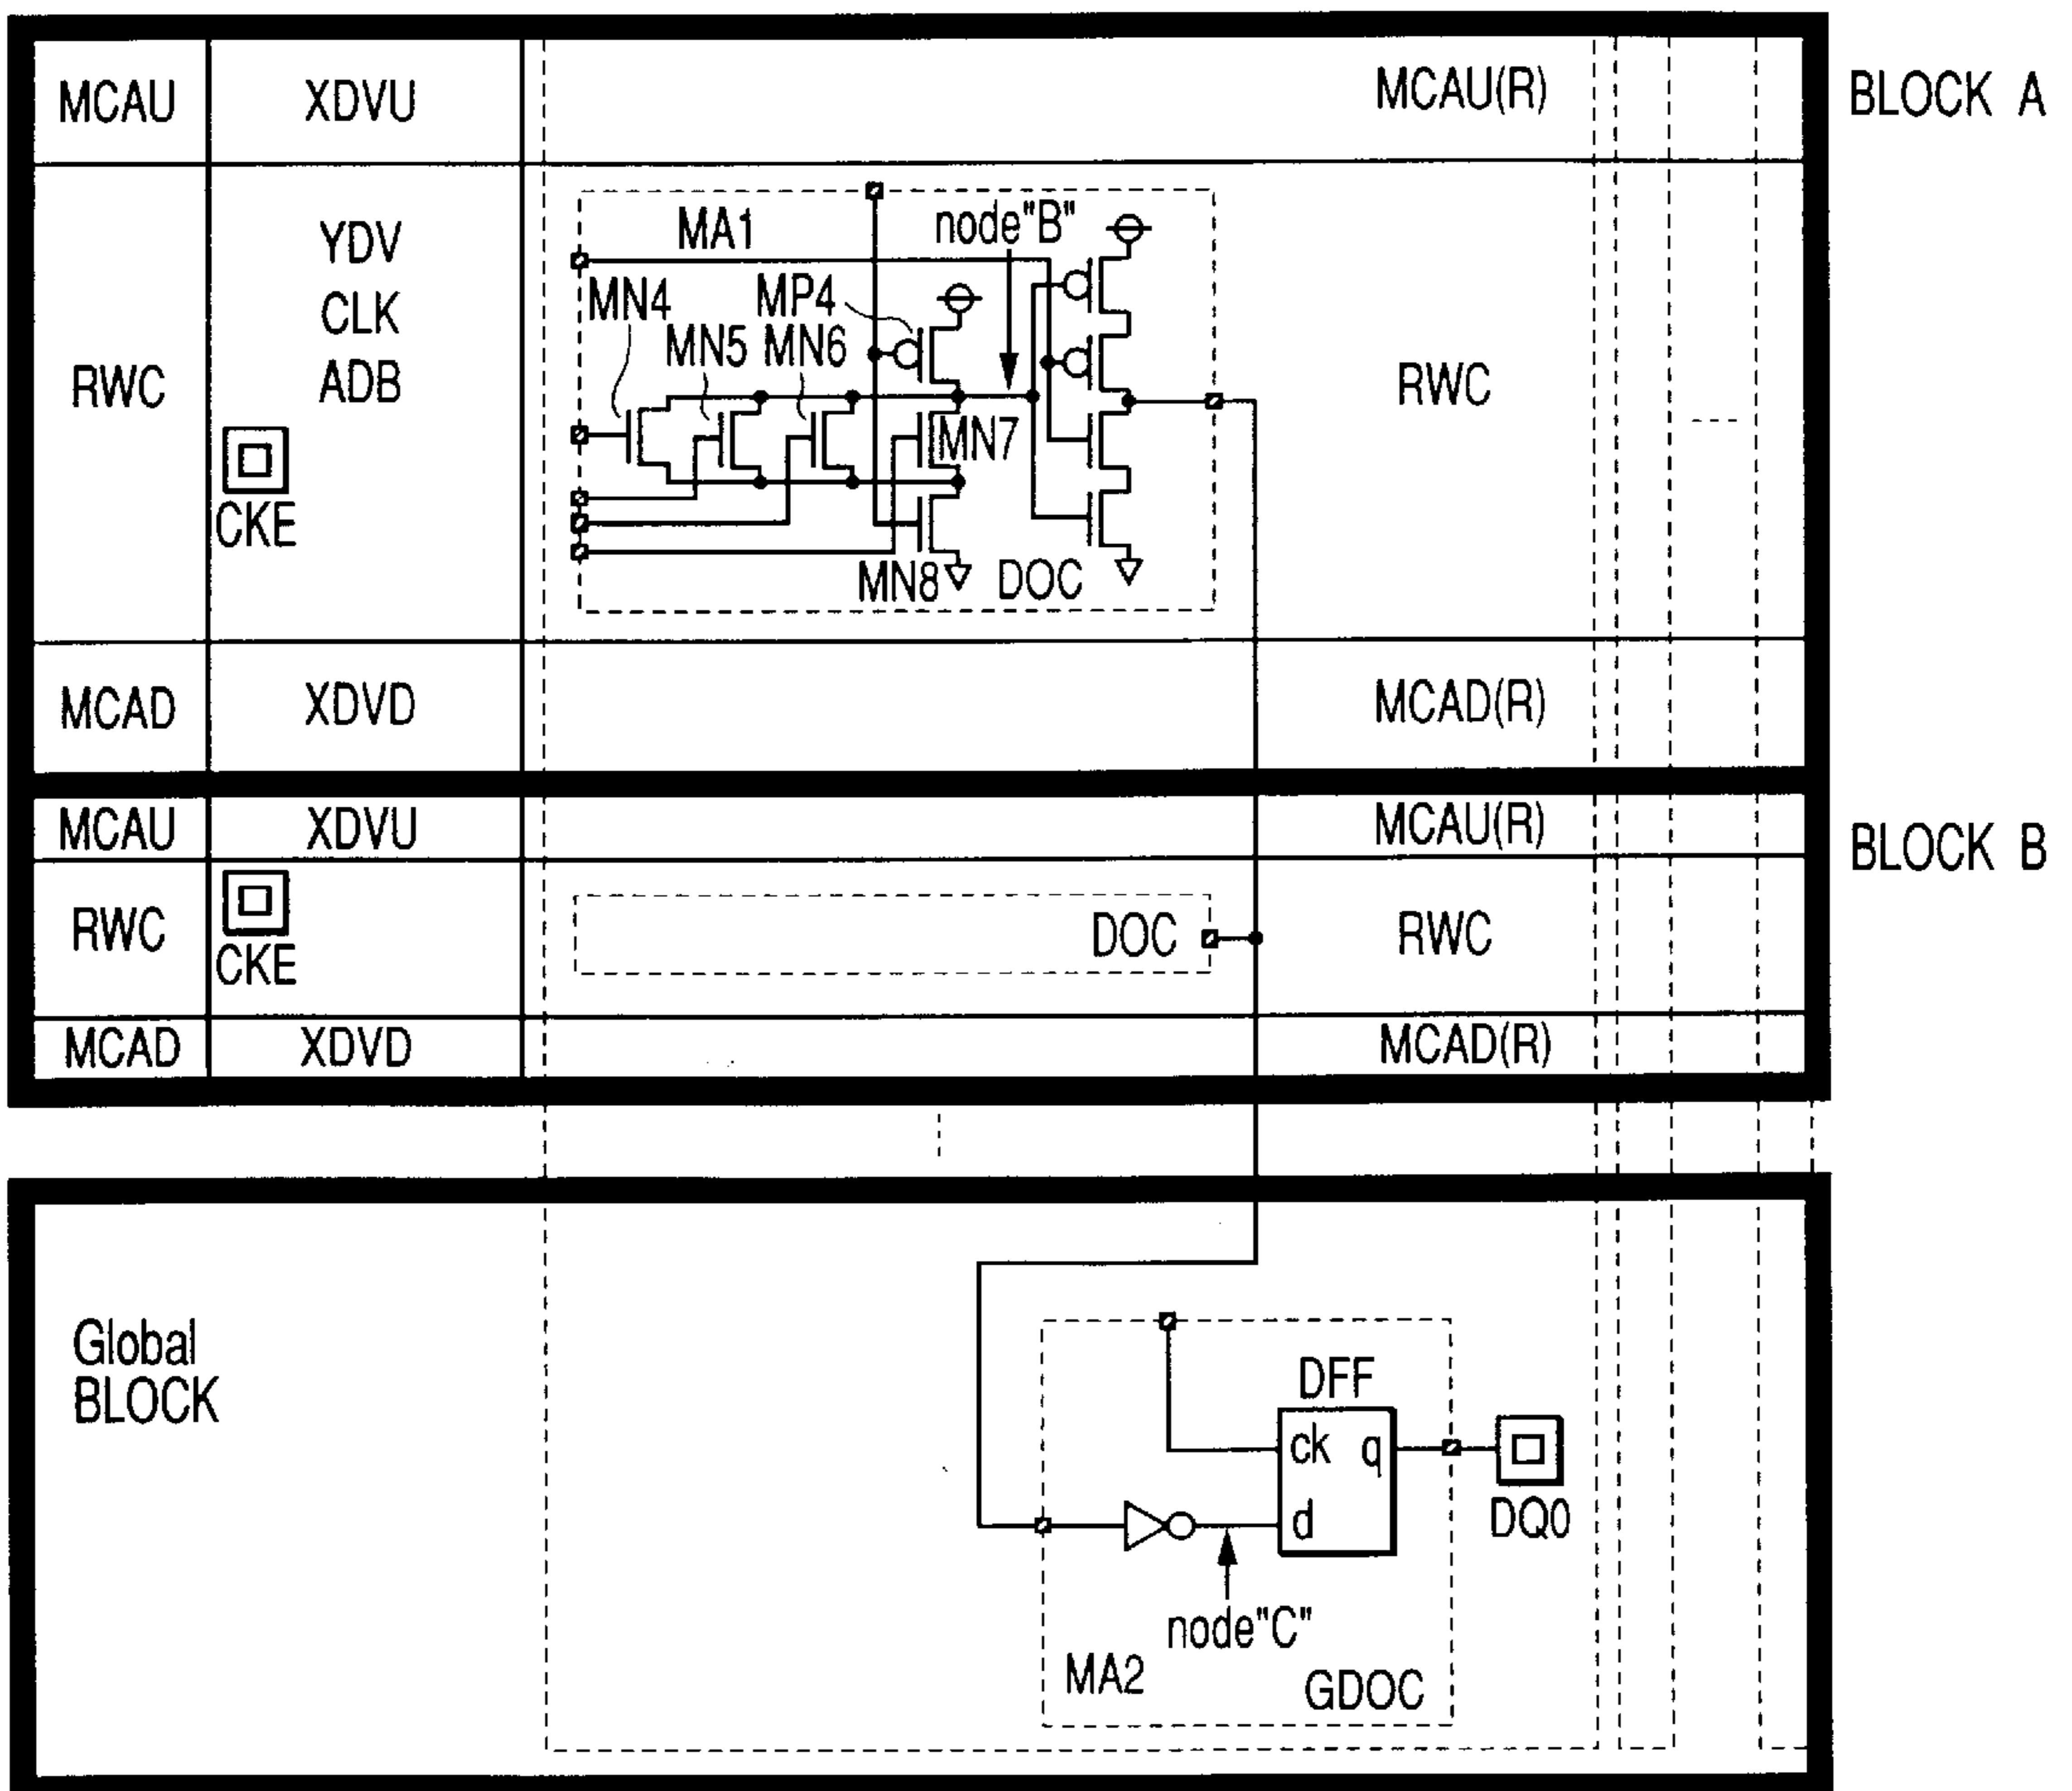 MCAU XDVU MCAU(R) BLOCK A
MA1 node"B"
YDV
MN4 MP4
CLK
MN5 MN6
RWC ADB RWC
MN7
CKE
MN8 DOC
MCAD XDVD MCAD(R)
MCAU XDVU MCAU(R) BLOCK B
RWC DOC RWC
CKE
MCAD XDVD MCAD(R)
Global
BLOCK
DFF
ck q
d DQ0
node"C"
MA2 GDOC